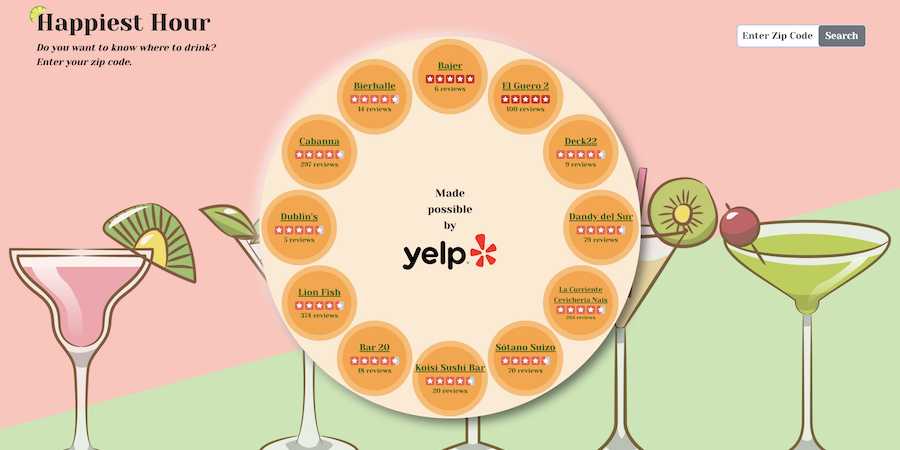 Happiest Hour
Do you want to know where to drink?
Enter your zip code.
Enter Zip Code
Search
Bajer
6 reviews
El Guero 2
100 reviews
Deck22
9 reviews
Dandy del Sur
79 reviews
La Corriente
Cevicheria Nais
204 reviews
Sótano Suizo
70 reviews
Koisi Sushi Bar
20 reviews
Bar 20
18 reviews
Lion Fish
374 reviews
Dublin's
5 reviews
Cabanna
297 reviews
Bierhalle
14 reviews
Made
possible
by
yelp